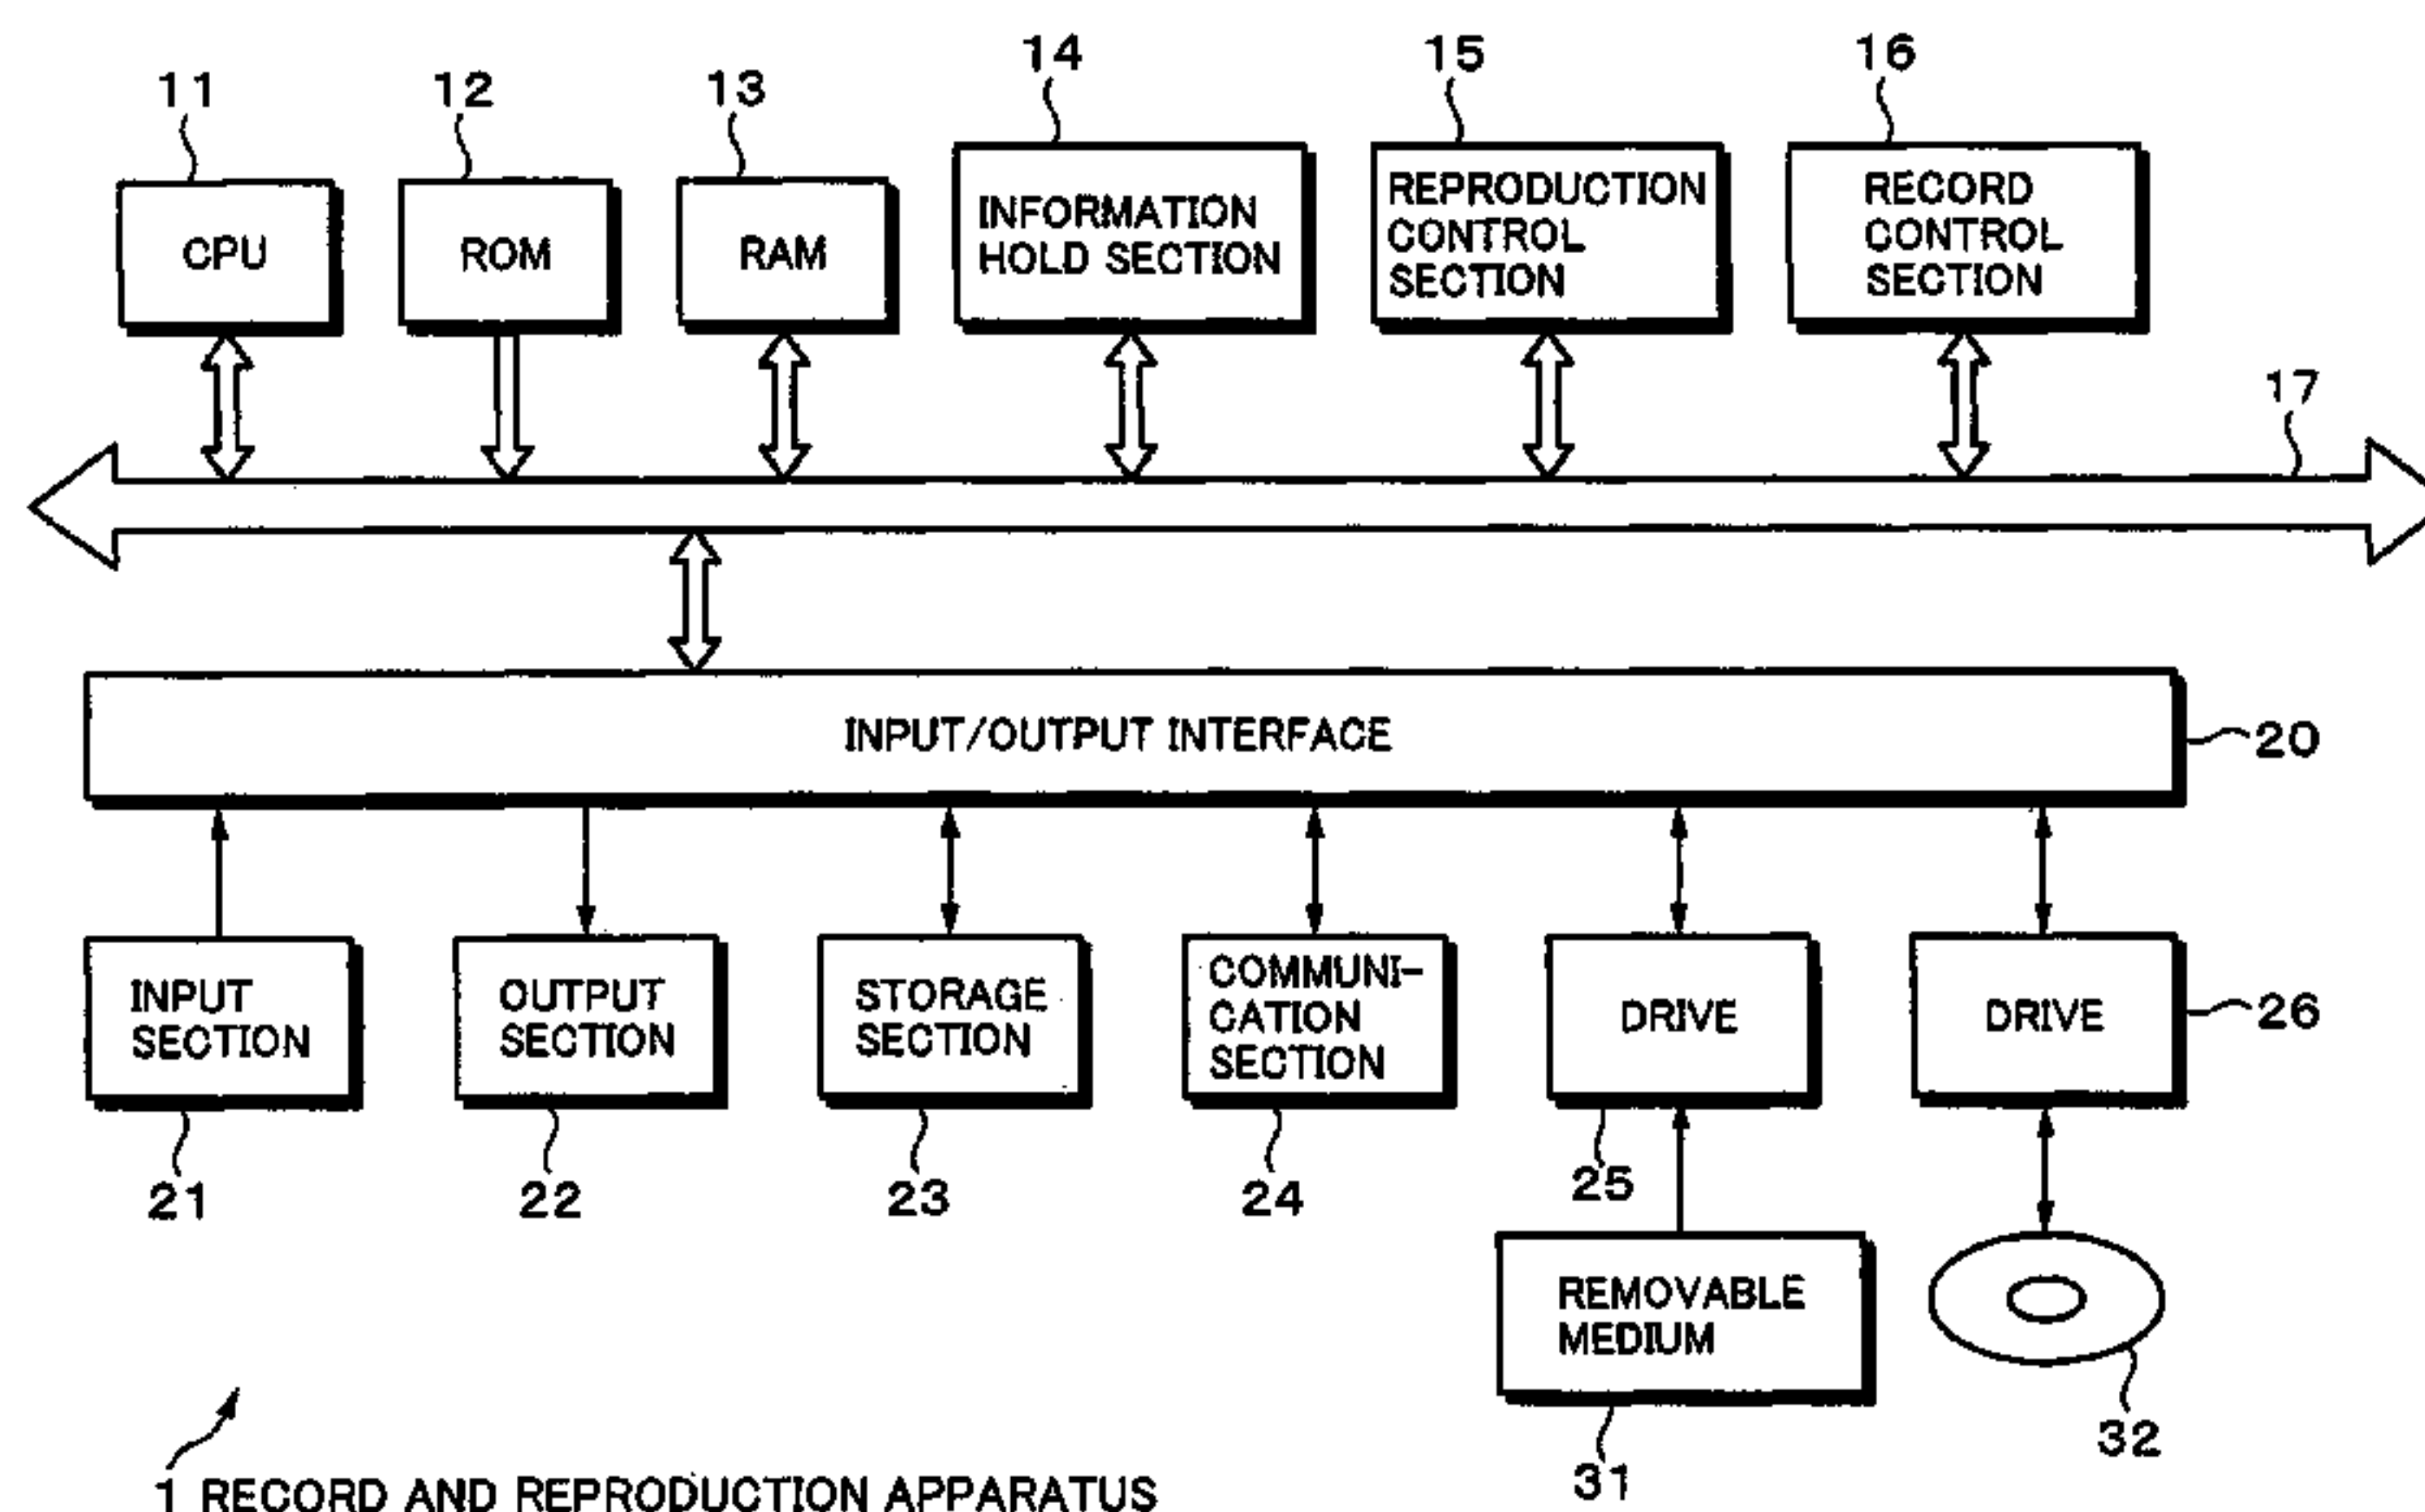 14
15
16
11
12
13
CPU
ROM
RAM
INFORMATION
HOLD SECTION
REPRODUCTION
CONTROL
SECTION
RECORD
CONTROL
SECTION
17
INPUT/OUTPUT INTERFACE
20
INPUT
SECTION
OUTPUT
SECTION
STORAGE
SECTION
COMMUNI-
CATION
SECTION
DRIVE
DRIVE
26
21
22
23
24
25
REMOVABLE
MEDIUM
32
31
1 RECORD AND REPRODUCTION APPARATUS